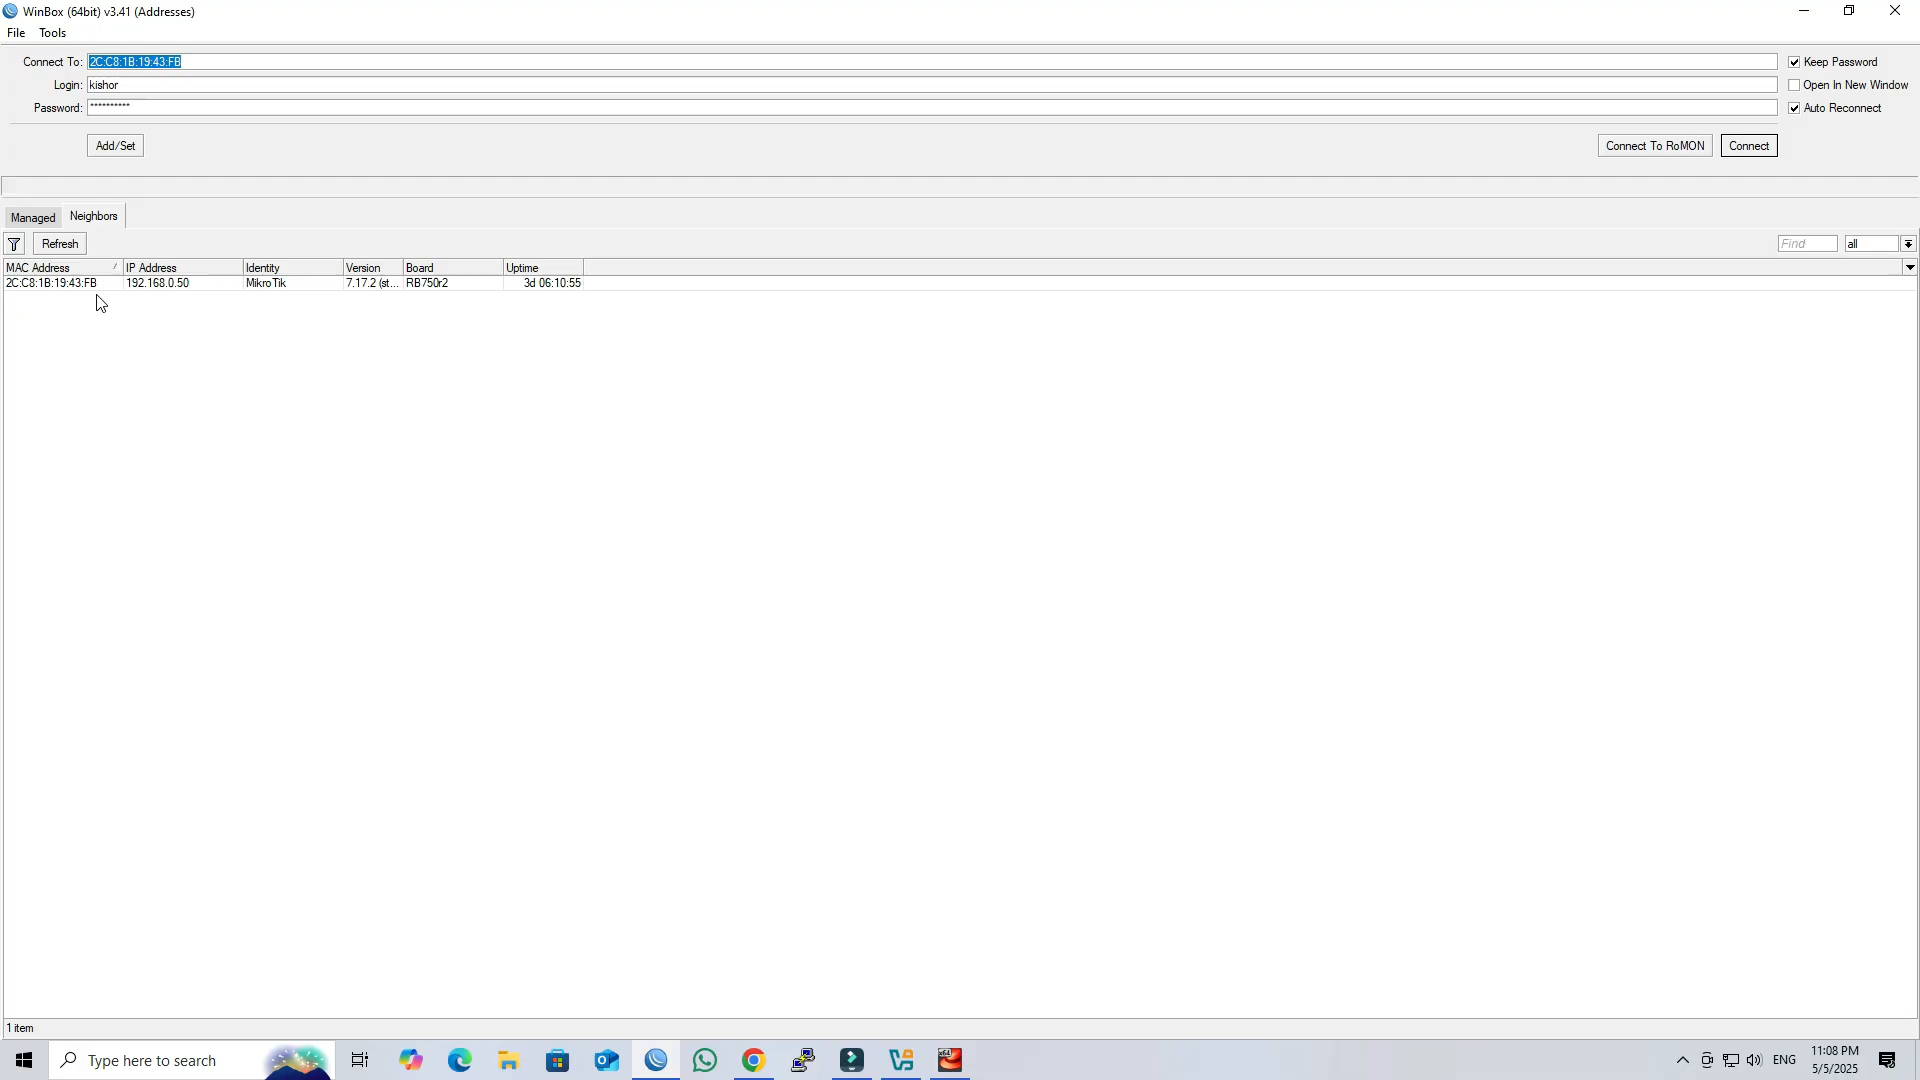 WinBox (64bit) v3.41 (Addresses)
File Tools
Connect To: 2C:C8:1B:19:43:FB Keep Password
Login: kishor Open In New Window
Password: ********** Auto Reconnect
Add/Set Connect To RoMON Connect
Managed Neighbors
Refresh Find all
MAC Address IP Address Identity Version Board Uptime
2C:C8:1B:19:43:FB 192.168.0.50 MikroTik 7.17.2 (st... RB750r2 3d 06:10:55
1 item
Type here to search x64 ENG 11:08 PM
5/5/2025